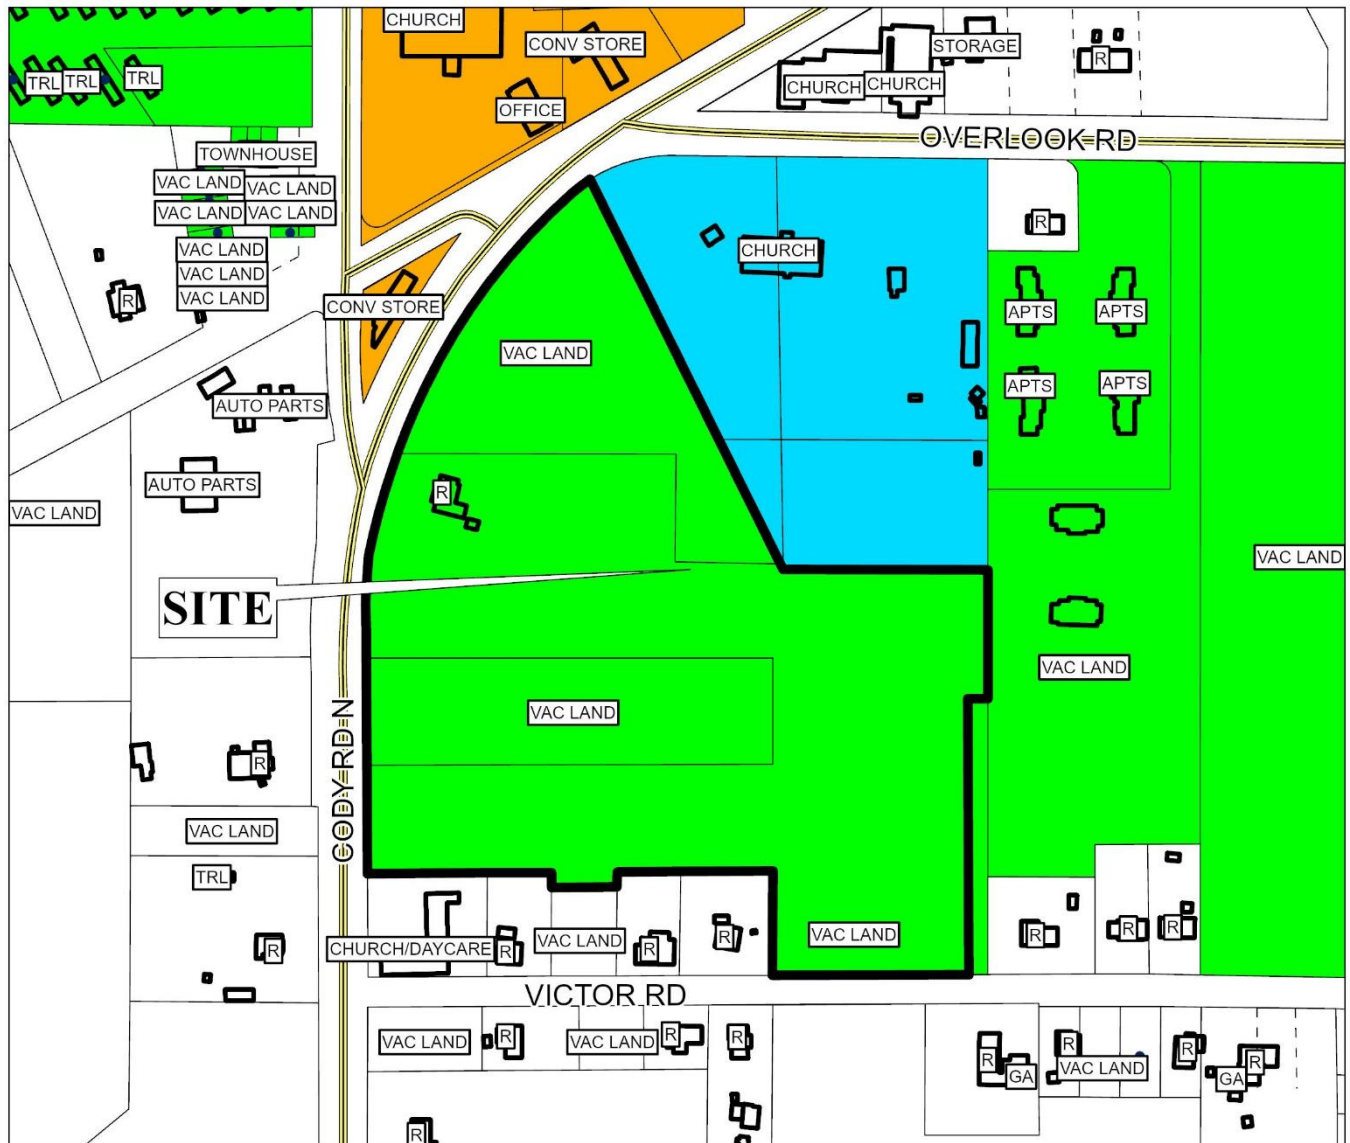 CHURCH
CONV STORE
STORAGE
R
TRL
TRL
TRL
CHURCH
CHURCH
OFFICE
OVERLOOK RD
TOWNHOUSE
VAC LAND
VAC LAND
VAC LAND
VAC LAND
VAC LAND
VAC LAND
VAC LAND
R
R
CHURCH
CONV STORE
APTS
APTS
VAC LAND
APTS
APTS
AUTO PARTS
AUTO PARTS
R
VAC LAND
VAC LAND
SITE
VAC LAND
VAC LAND
CODY RD N
R
VAC LAND
TRL
R
CHURCH/DAYCARE
R
VAC LAND
R
R
VAC LAND
R
R
R
VICTOR RD
VAC LAND
R
VAC LAND
R
R
R
GA
R
VAC LAND
R
GA
R
R